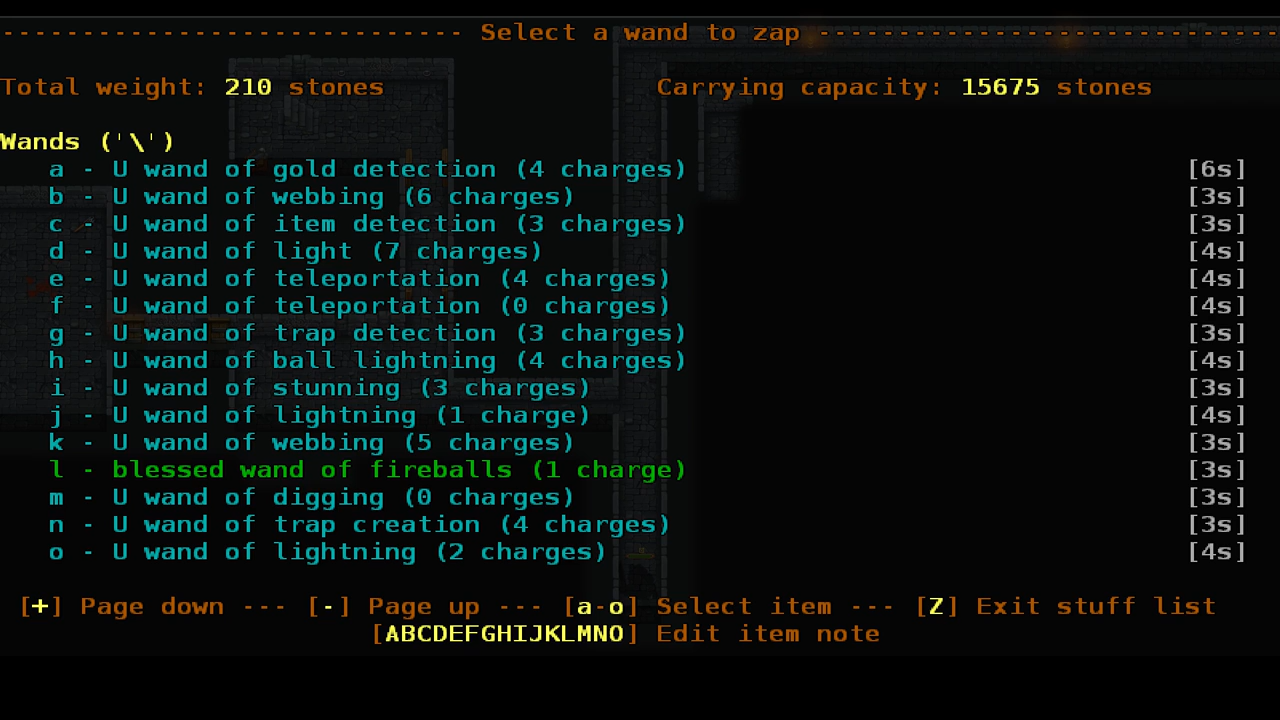 ----------------------------- Select a wand to zap -----------------------------
Total weight: 210 stones Carrying capacity: 15675 stones
Wands ('\')
a - U wand of gold detection (4 charges) [6s]
b - U wand of webbing (6 charges) [3s]
c - U wand of item detection (3 charges) [3s]
d - U wand of light (7 charges) [4s]
e - U wand of teleportation (4 charges) [4s]
f - U wand of teleportation (0 charges) [4s]
g - U wand of trap detection (3 charges) [3s]
h - U wand of ball lightning (4 charges) [4s]
i - U wand of stunning (3 charges) [3s]
j - U wand of lightning (1 charge) [4s]
k - U wand of webbing (5 charges) [3s]
l - blessed wand of fireballs (1 charge) [3s]
m - U wand of digging (0 charges) [3s]
n - U wand of trap creation (4 charges) [3s]
o - U wand of lightning (2 charges) [4s]
[+] Page down --- [-] Page up --- [a-o] Select item --- [Z] Exit stuff list
[ABCDEFGHIJKLMNO] Edit item note